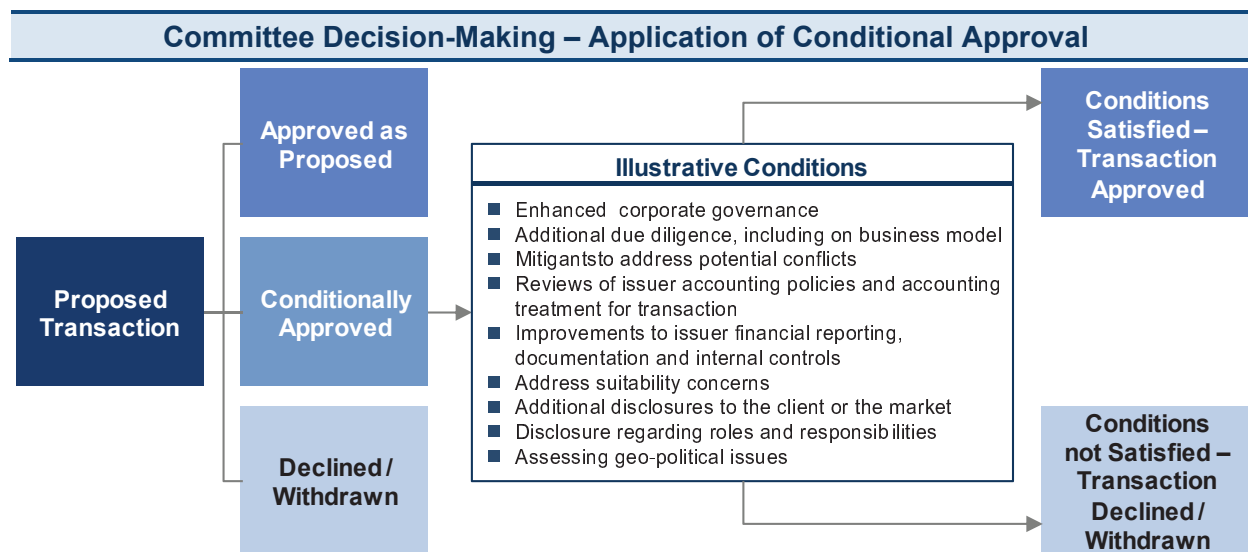 Committee Decision-Making – Application of Conditional Approval
Proposed
Transaction
Approved as
Proposed
Conditionally
Approved
Declined /
Withdrawn
Illustrative Conditions
■ Enhanced corporate governance
■ Additional due diligence, including on business model
■ Mitigantsto address potential conflicts
■ Reviews of issuer accounting policies and accounting
treatment for transaction
■ Improvements to issuer financial reporting,
documentation and internal controls
■ Address suitability concerns
■ Additional disclosures to the client or the market
■ Disclosure regarding roles and responsibilities
■ Assessing geo-political issues
Conditions
Satisfied –
Transaction
Approved
Conditions
not Satisfied –
Transaction
Declined /
Withdrawn